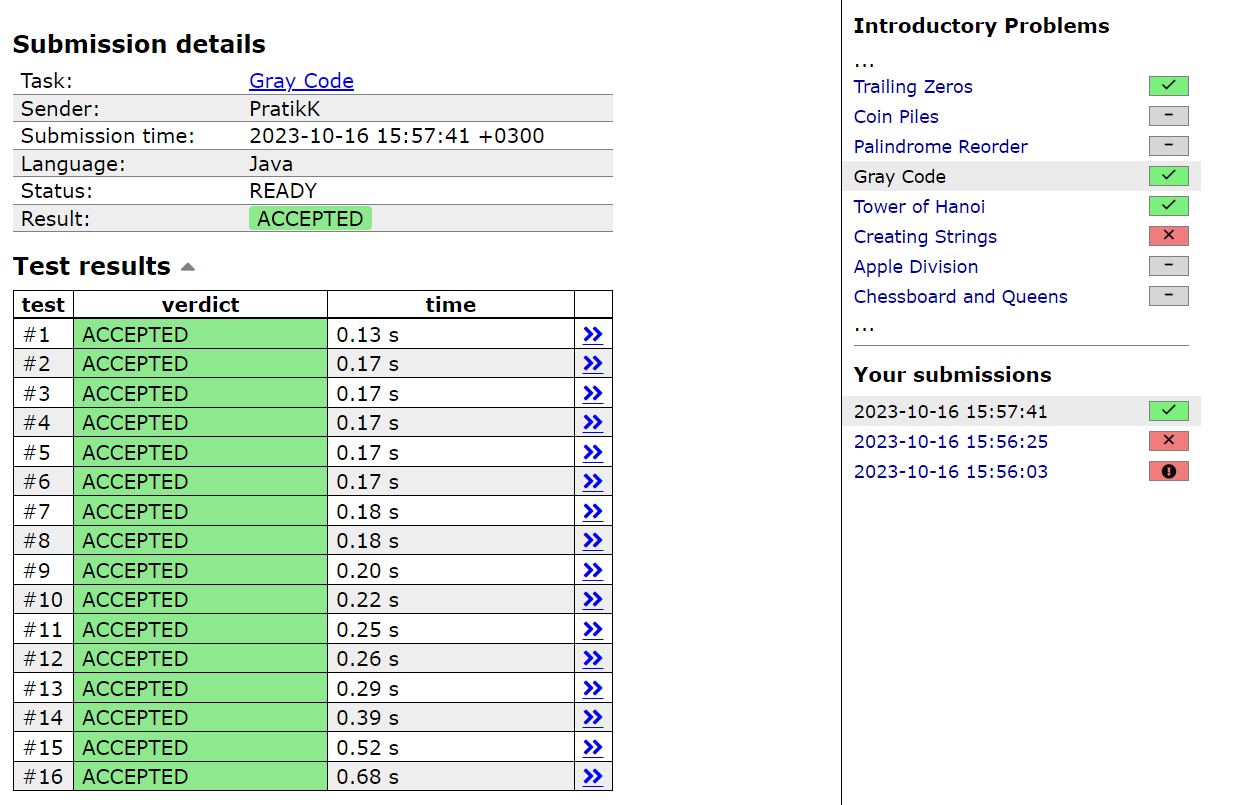 Submission details
Task: Gray Code
Sender: PratikK
Submission time: 2023-10-16 15:57:41 +0300
Language: Java
Status: READY
Result: ACCEPTED
Test results
test verdict time
#1 ACCEPTED 0.13 s
#2 ACCEPTED 0.17 s
#3 ACCEPTED 0.17 s
#4 ACCEPTED 0.17 s
#5 ACCEPTED 0.17 s
#6 ACCEPTED 0.17 s
#7 ACCEPTED 0.18 s
#8 ACCEPTED 0.18 s
#9 ACCEPTED 0.20 s
#10 ACCEPTED 0.22 s
#11 ACCEPTED 0.25 s
#12 ACCEPTED 0.26 s
#13 ACCEPTED 0.29 s
#14 ACCEPTED 0.39 s
#15 ACCEPTED 0.52 s
#16 ACCEPTED 0.68 s
Introductory Problems
...
Trailing Zeros
Coin Piles
Palindrome Reorder
Gray Code
Tower of Hanoi
Creating Strings
Apple Division
Chessboard and Queens
...
Your submissions
2023-10-16 15:57:41
2023-10-16 15:56:25
2023-10-16 15:56:03